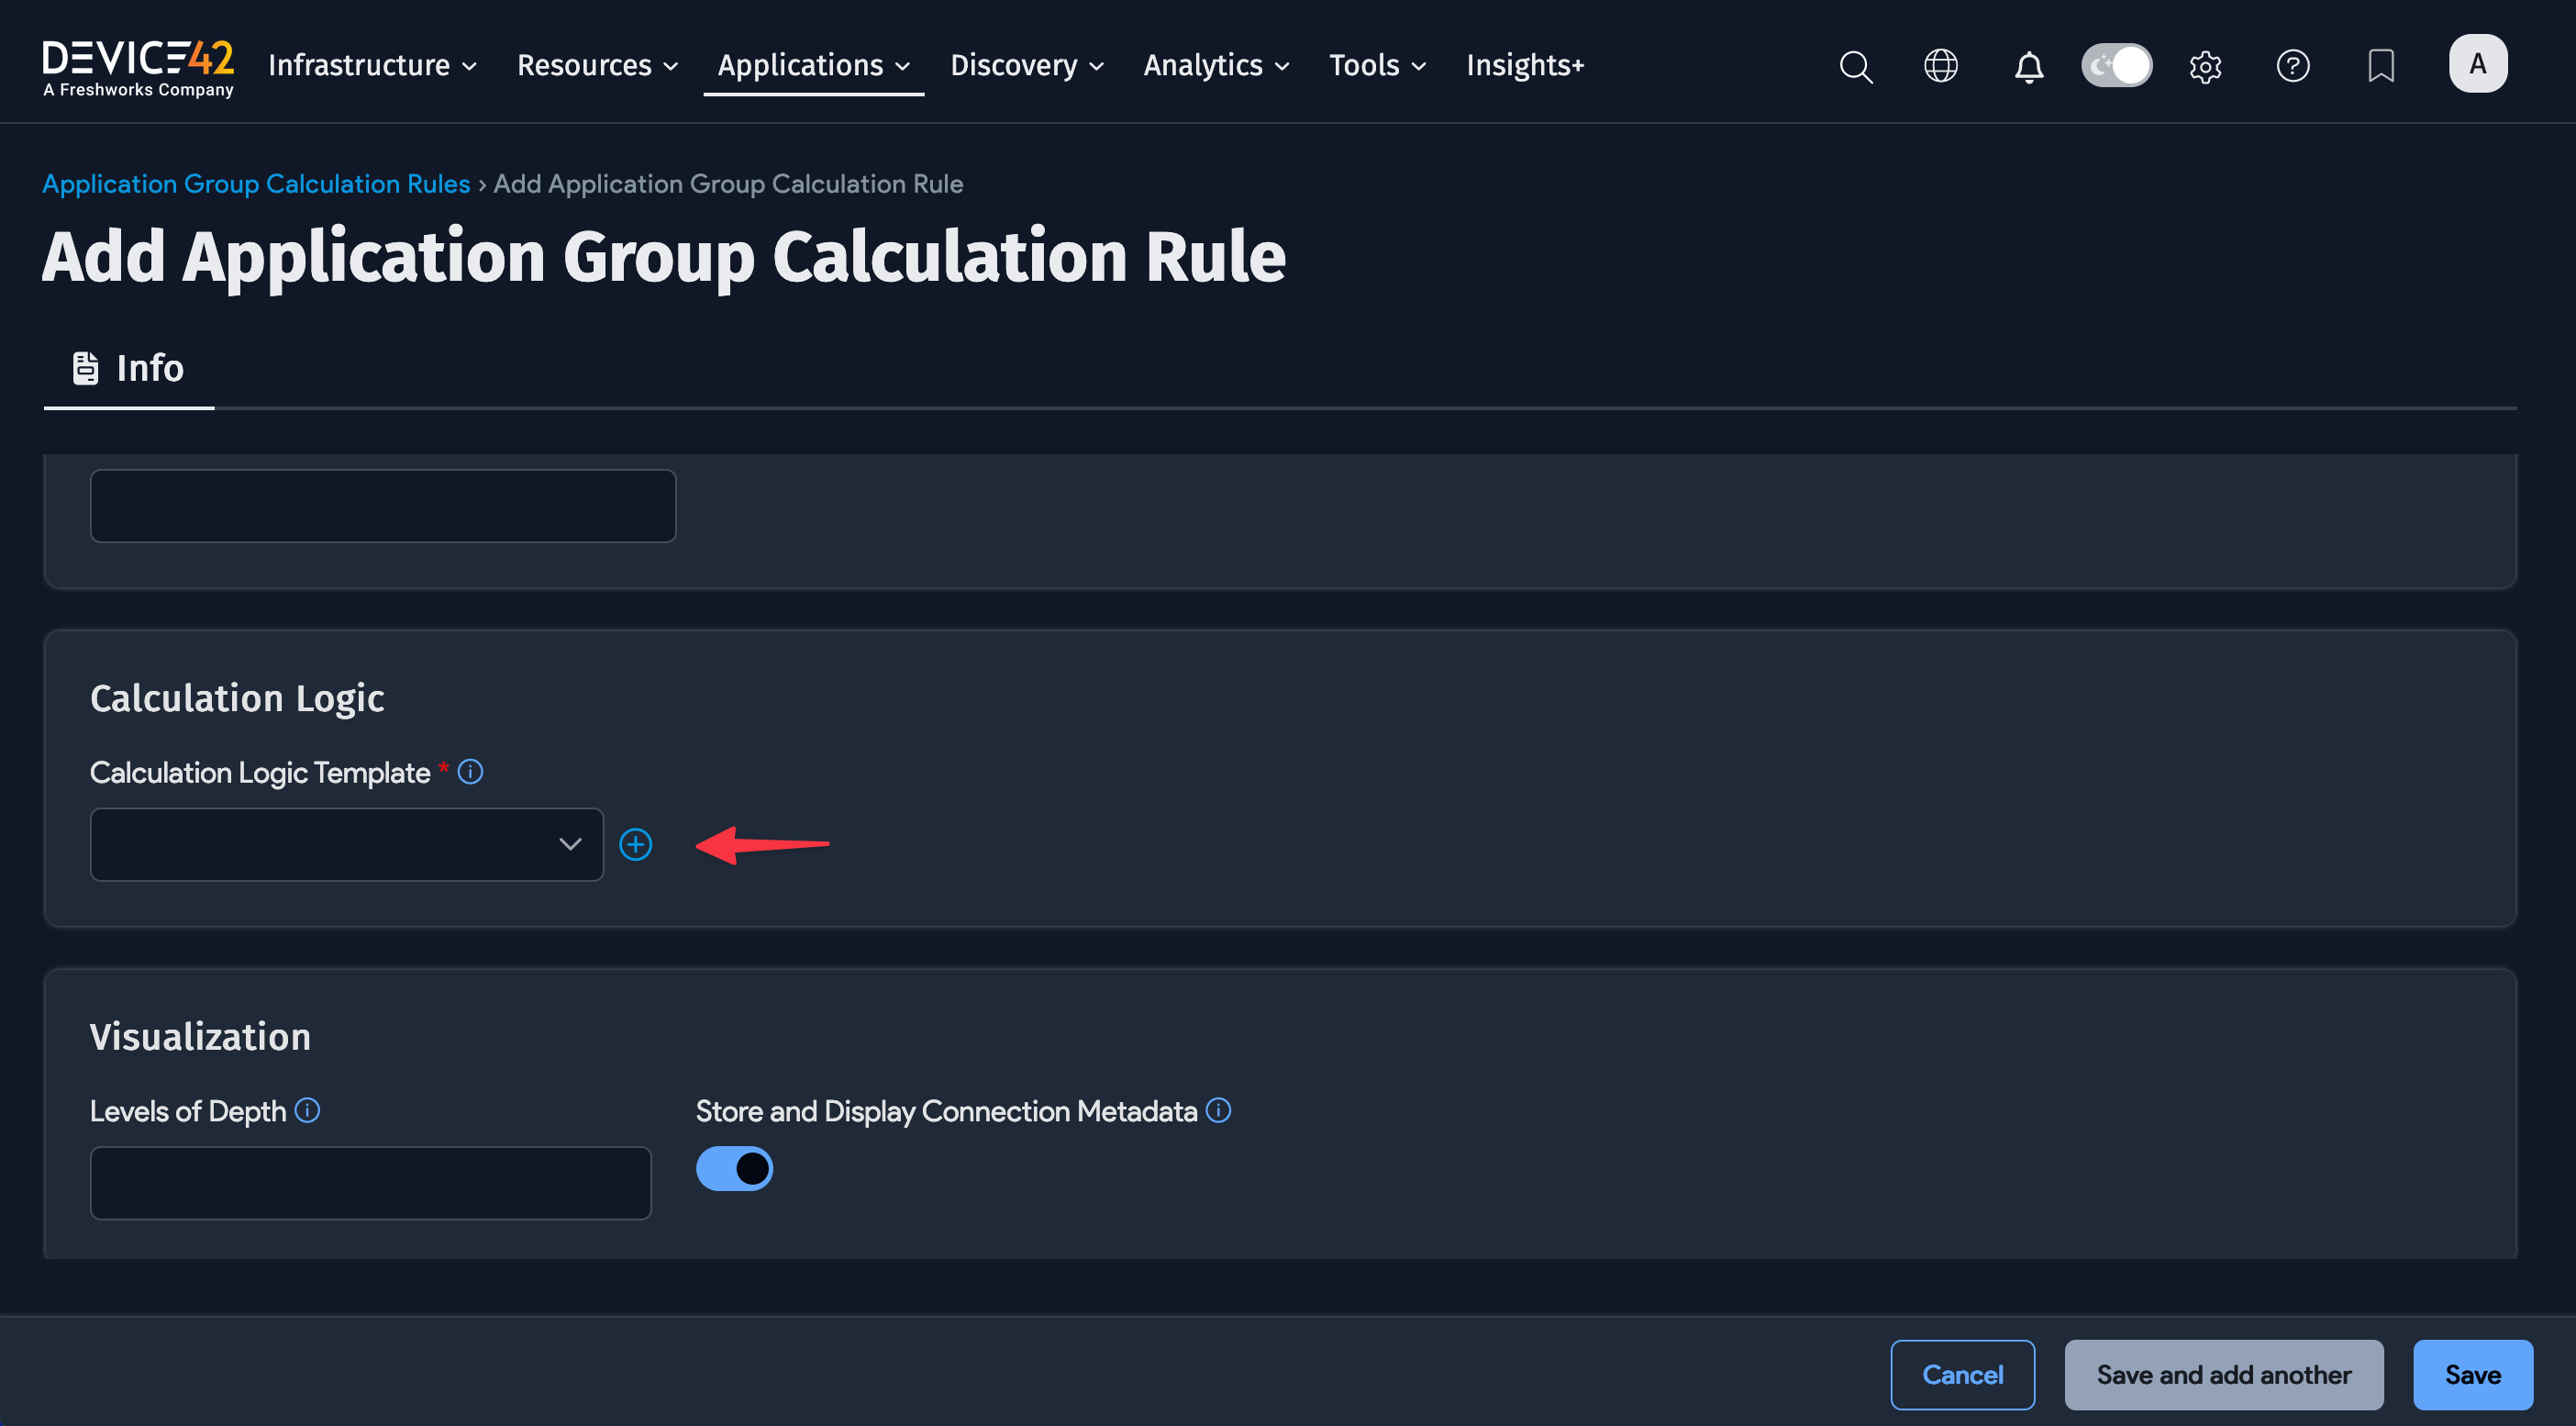 DEVICE42
A Freshworks Company
Infrastructure Resources Applications Discovery Analytics Tools Insights+
A
Application Group Calculation Rules › Add Application Group Calculation Rule
Add Application Group Calculation Rule
Info
Calculation Logic
Calculation Logic Template *
Visualization
Levels of Depth
Store and Display Connection Metadata
Cancel Save and add another Save